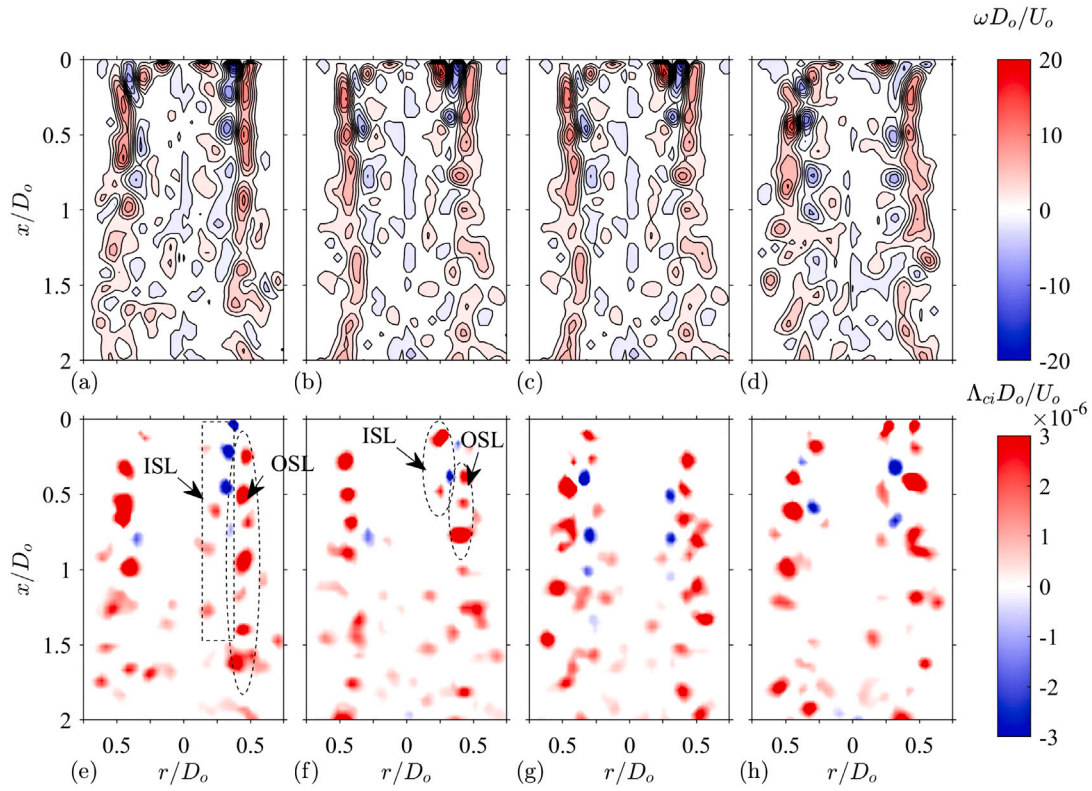 ωD_o/U_o
0
0.5
1
1.5
2
x/D_o
(a)
(b)
(c)
(d)
20
10
0
-10
-20
Λ_{ci}D_o/U_o
×10^{-6}
0
0.5
1
1.5
2
x/D_o
ISL
OSL
ISL
OSL
3
2
1
0
-1
-2
-3
0.5 0 0.5
0.5 0 0.5
0.5 0 0.5
0.5 0 0.5
(e) r/D_o
(f) r/D_o
(g) r/D_o
(h) r/D_o